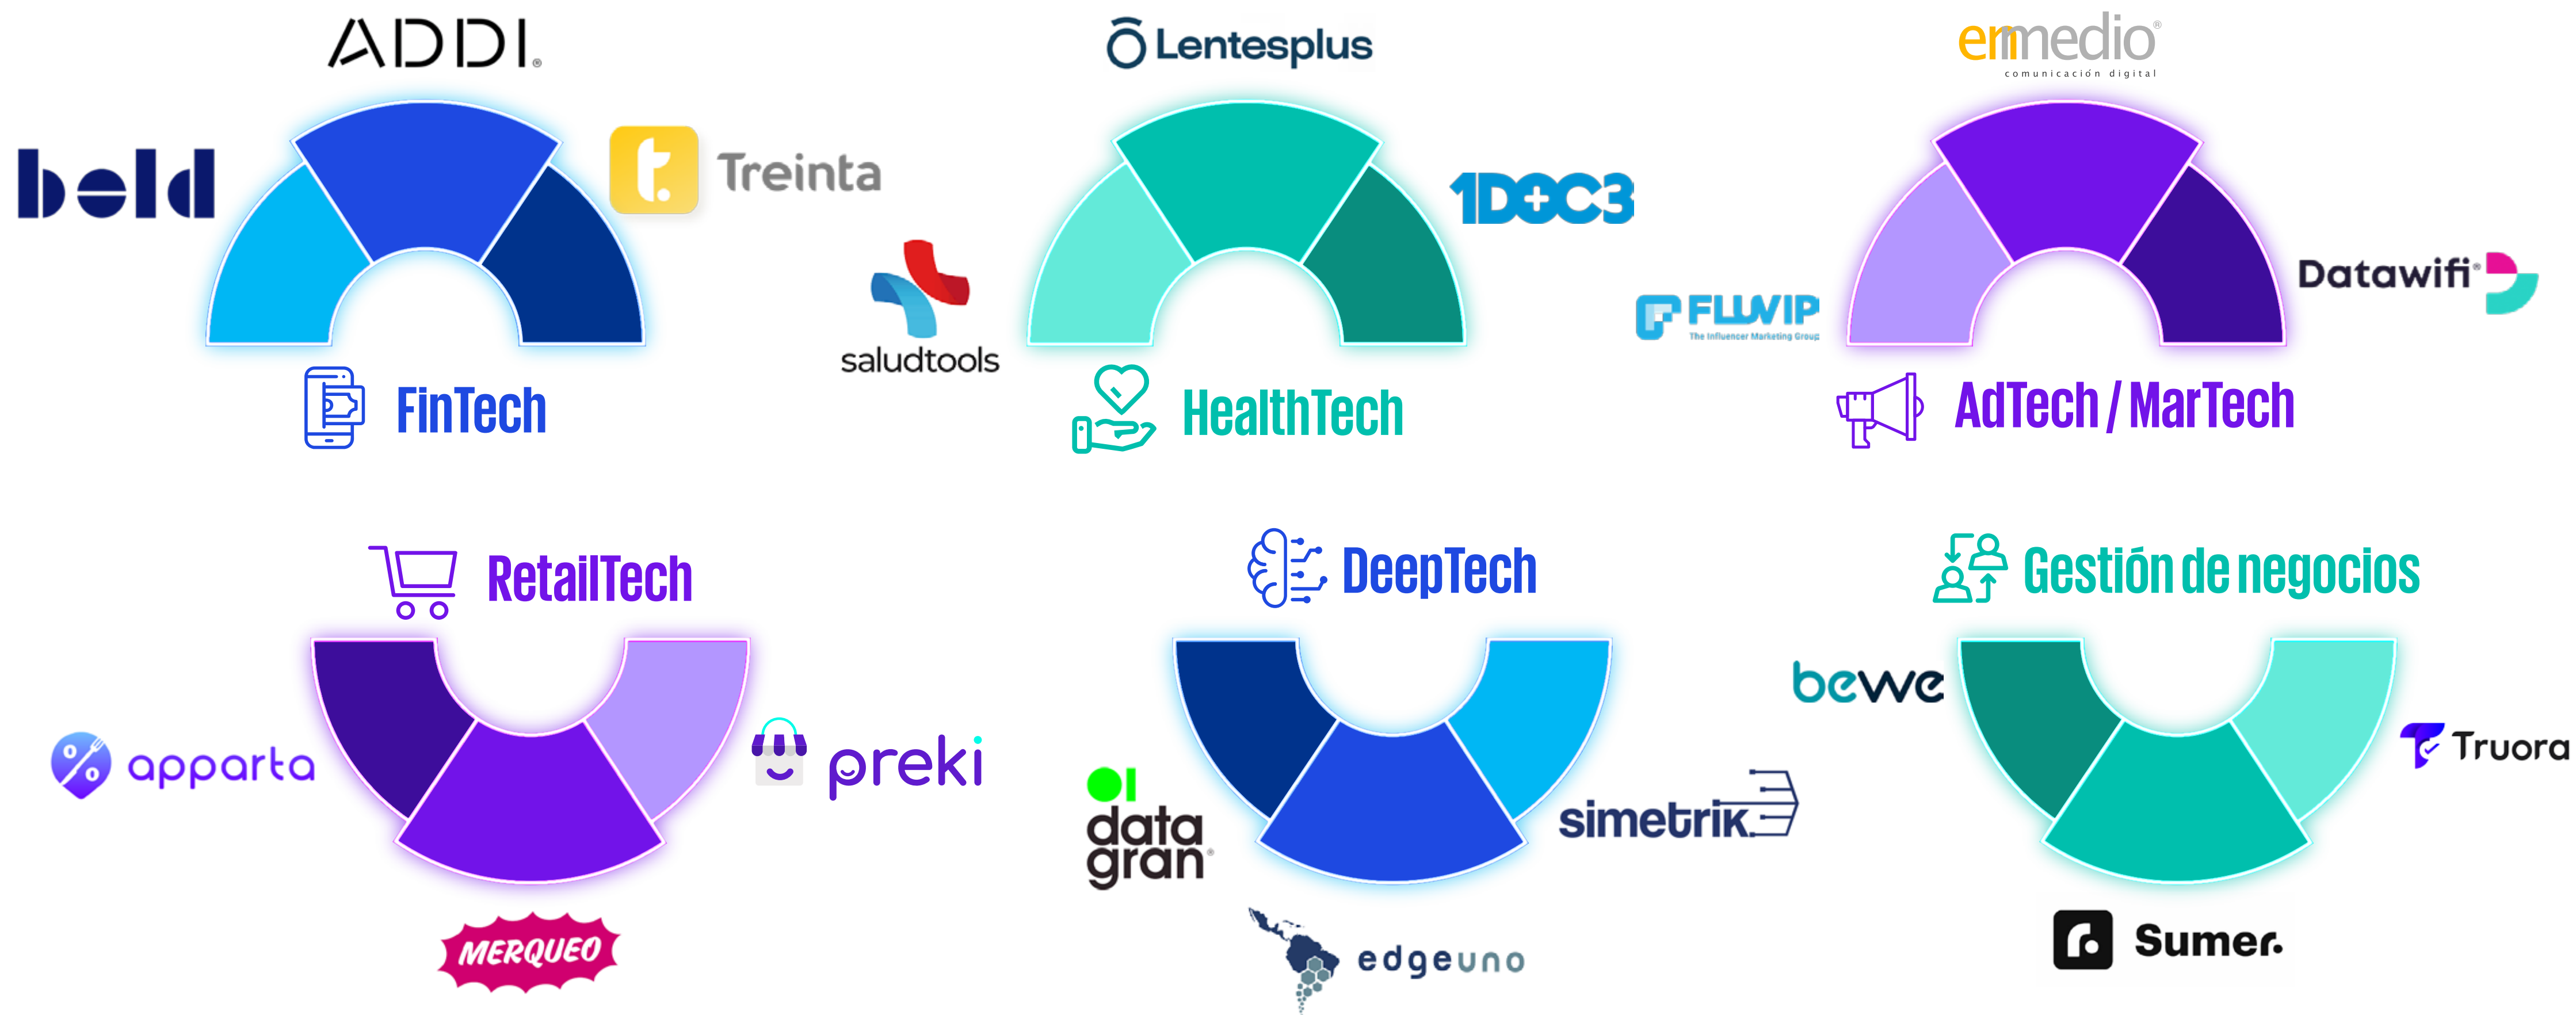 ADDI®
bold
Treinta
FinTech
Lentesplus
1DOC3
saludtools
HealthTech
enmedio®
comunicación digital
FLUVIP
The Influencer Marketing Group
Datawifi®
AdTech / MarTech
RetailTech
apparta
preki
MERQUEO
DeepTech
data
gran®
simetrik
edgeuno
Gestión de negocios
bewe
Truora
Sumer.